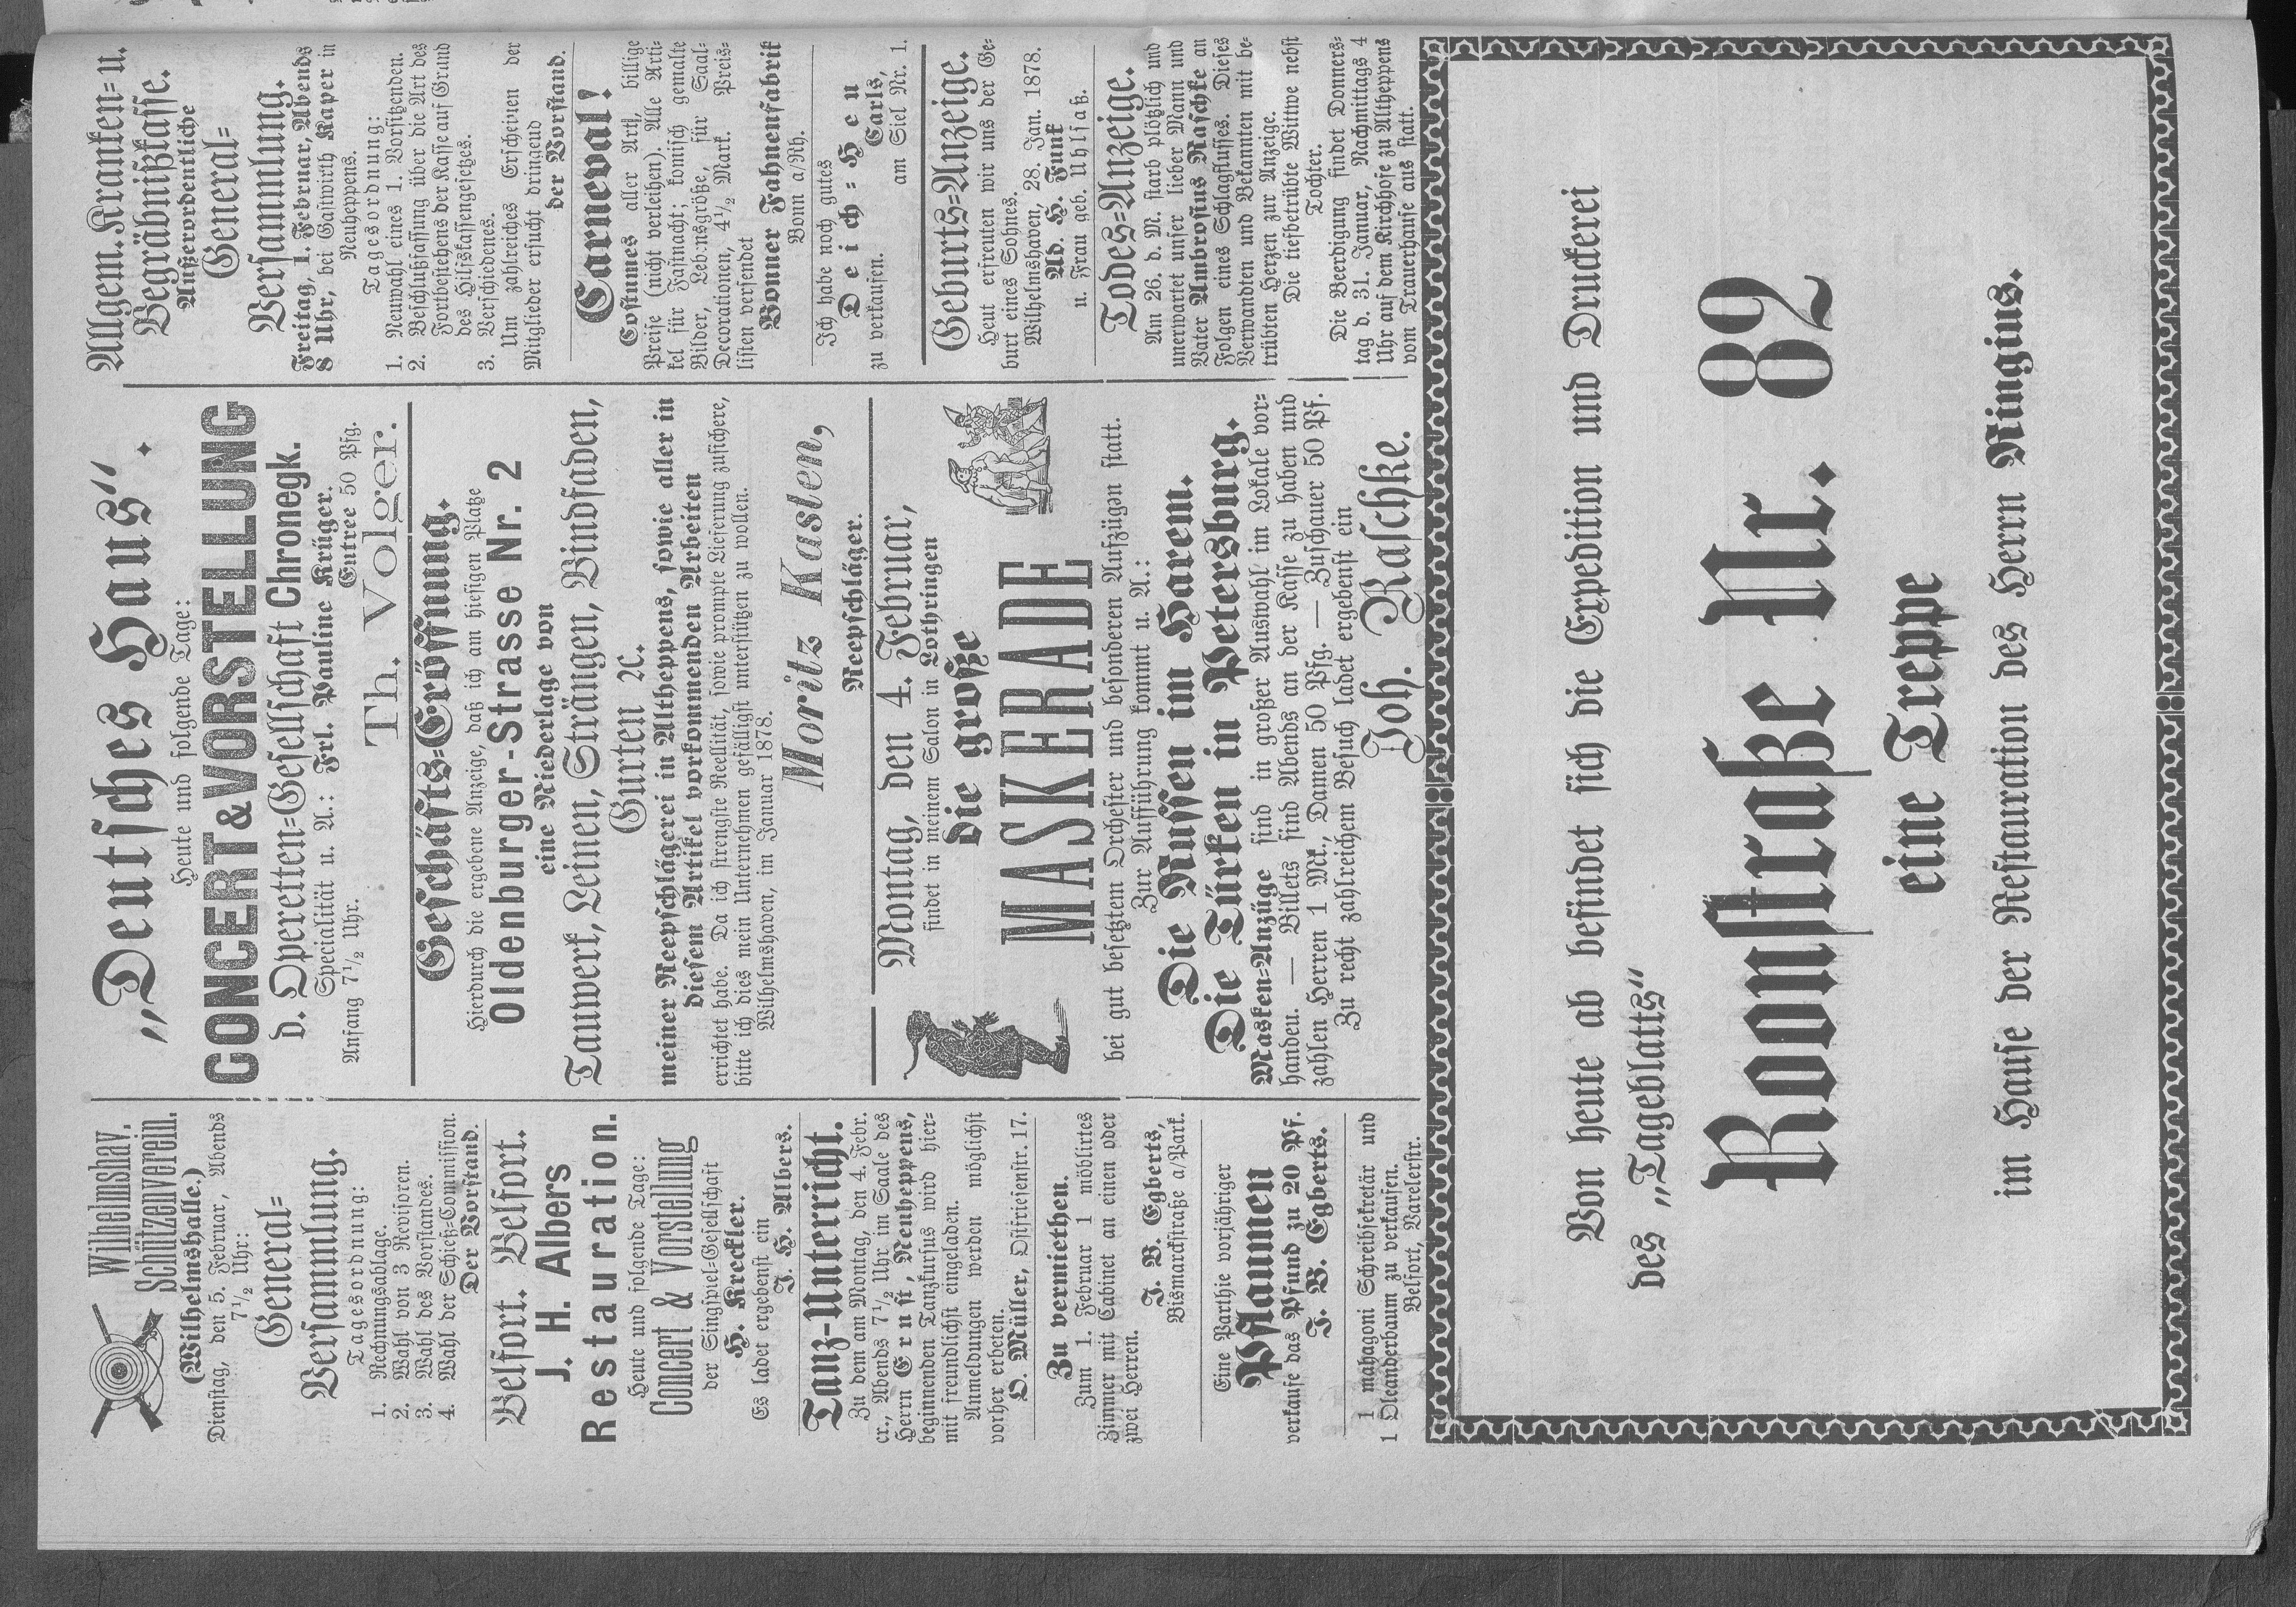 Wilhelmshav.
Schützenverein.
(Wilhelmshalle.)
Dienstag, den 5. Februar, Abends
7½ Uhr:
General=
Versammlung.
Tagesordnung:
1. Rechnungsablage.
2. Wahl von 3 Revisoren.
3. Wahl des Vorstandes.
4. Wahl der Schieß=Commission.
Der Vorstand.
Belfort. Belfort.
J. H. Albers
Restauration.
Heute und folgende Tage:
Concert & Vorstellung
der Singspiel=Gesellschaft
H. Kreckler.
Es ladet ergebenst ein
J. H. Albers.
Tanz=Unterricht.
Zu dem am Montag, den 4. Febr.
cr., Abends 7½ Uhr im Saale des
Herrn Ernst, Neuheppens,
beginnenden Tanzkursus wird hier=
mit freundlichst eingeladen.
Anmeldungen werden möglichst
vorher erbeten.
O. Müller, Ostfriesenstr. 17.
Zu vermiethen.
Zum 1. Februar 1 möblirtes
Zimmer mit Cabinet an einen oder
zwei Herren.
J. B. Egberts,
Bismarckstraße a/Park.
Eine Parthie vorjähriger
Pflaumen
verkaufe das Pfund zu 20 Pf.
J. B. Egberts.
1 mahagoni Schreibsekretär und
1 Oleanderbaum zu verkaufen.
Belfort, Varelerstr.
„Deutsches Haus“.
Heute und folgende Tage:
CONCERT & VORSTELLUNG
d. Operetten=Gesellschaft Chronegk.
Specialität u. A.: Frl. Pauline Krüger.
Anfang 7½ Uhr. Entree 50 Pfg.
Th. Volger.
Geschäfts=Eröffnung.
Hierdurch die ergebene Anzeige, daß ich am hiesigen Platze
Oldenburger-Strasse Nr. 2
eine Niederlage von
Tauwerk, Leinen, Strängen, Bindfaden,
Gurten ꝛc.
meiner Reepschlägerei in Altheppens, sowie aller in
diesem Artikel vorkommenden Arbeiten
errichtet habe. Da ich strengste Reellität, sowie prompte Lieferung zusichere,
bitte ich dies mein Unternehmen gefälligst unterstützen zu wollen.
Wilhelmshaven, im Januar 1878.
Moritz Kasten,
Reepschläger.
Montag, den 4. Februar,
findet in meinem Salon in Lothringen
Die große
MASKERADE
bei gut besetztem Orchester und besonderen Aufzügen statt.
Zur Aufführung kommt u. A.:
Die Russen im Harem.
Die Türken in Petersburg.
Masken=Anzüge sind in großer Auswahl im Lokale vor=
handen. — Billets sind Abends an der Kasse zu haben und
zahlen Herren 1 Mk., Damen 50 Pfg. — Zuschauer 50 Pf.
Zu recht zahlreichem Besuch ladet ergebenst ein
Joh. Raschke.
Allgem. Kranken= u.
Begräbnißkasse.
Außerordentliche
General=
Versammlung.
Freitag, 1. Februar, Abends
8 Uhr, bei Gastwirth Kaper in
Neuheppens.
Tagesordnung:
1. Neuwahl eines 1. Vorsitzenden.
2. Beschlußfassung über die Art des
Fortbestehens der Kasse auf Grund
des Hilfskassengesetzes.
3. Verschiedenes.
Um zahlreiches Erscheinen der
Mitglieder ersucht dringend
der Vorstand.
Carneval!
Costumes aller Art, billige
Preise (nicht verleihen). Alle Arti=
kel für Fastnacht; komisch gemalte
Bilder, Lebensgröße, für Saal=
Decorationen, 4½ Mark. Preis=
listen versendet
Bonner Fahnenfabrik
Bonn a/Rh.
Ich habe noch gutes
Deich=Heu
zu verkaufen. Carls,
am Siel Nr. 1.
Geburts=Anzeige.
Heut erfreuten wir uns der Ge=
burt eines Sohnes.
Wilhelmshaven, 28. Jan. 1878.
Ad. H. Funk
u. Frau geb. Uhlsaß.
Todes=Anzeige.
Am 26. d. M. starb plötzlich und
unerwartet unser lieber Mann und
Vater Ambrosius Raschke an
Folgen eines Schlagflusses. Dieses
Verwandten und Bekannten mit be=
trübten Herzen zur Anzeige.
Die tiefbetrübte Wittwe nebst
Tochter.
Die Beerdigung findet Donners=
tag d. 31. Januar, Nachmittags 4
Uhr auf dem Kirchhofe zu Altheppens
vom Trauerhause aus statt.
Von heute ab befindet sich die Expedition und Druckerei
des „Tageblatts“
Roonstraße Nr. 82
eine Treppe
im Hause der Restauration des Herrn Ringius.